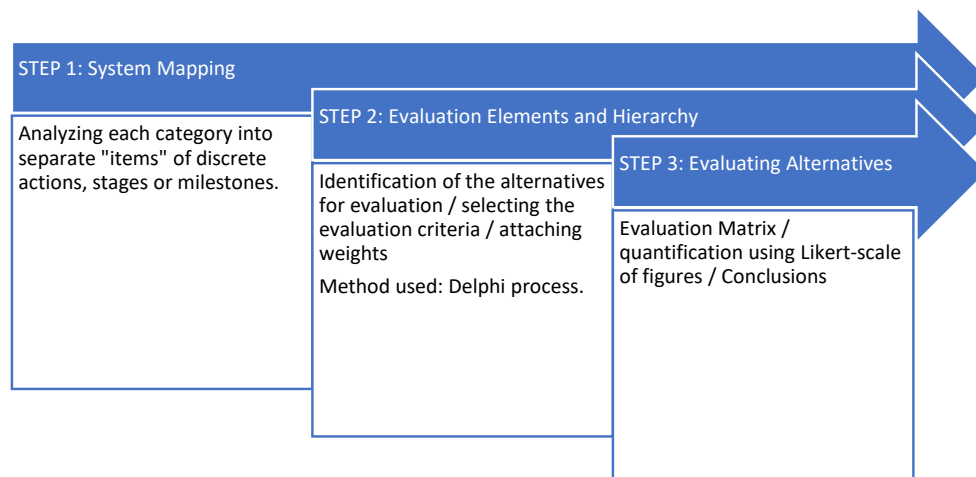 STEP 1: System Mapping
Analyzing each category into
separate "items" of discrete
actions, stages or milestones.
STEP 2: Evaluation Elements and Hierarchy
Identification of the alternatives
for evaluation / selecting the
evaluation criteria / attaching
weights
Method used: Delphi process.
STEP 3: Evaluating Alternatives
Evaluation Matrix /
quantification using Likert-scale
of figures / Conclusions